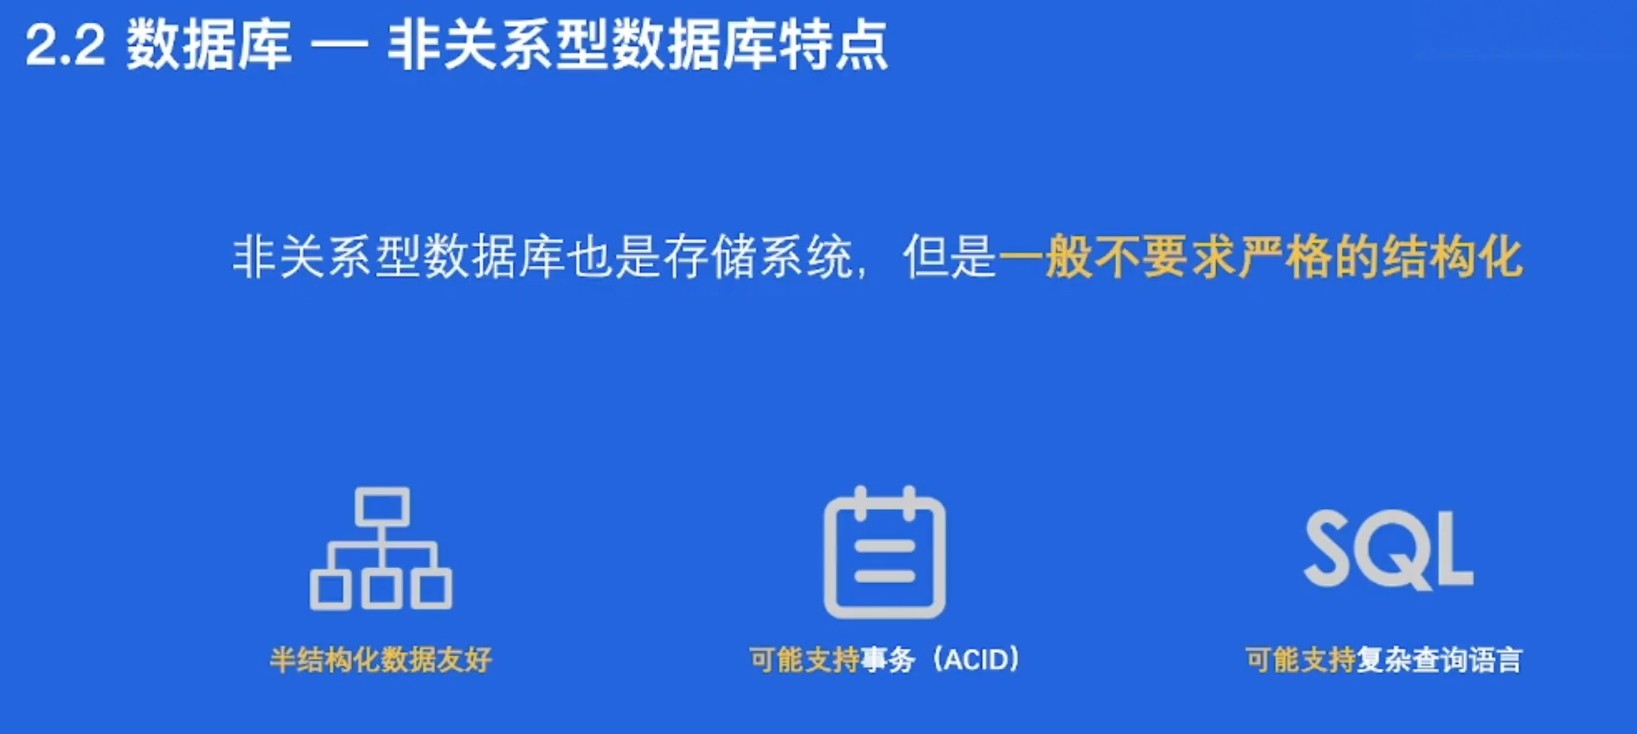 2.2 数据库 — 非关系型数据库特点
非关系型数据库也是存储系统，但是一般不要求严格的结构化
SQL
半结构化数据友好
可能支持事务（ACID）
可能支持复杂查询语言